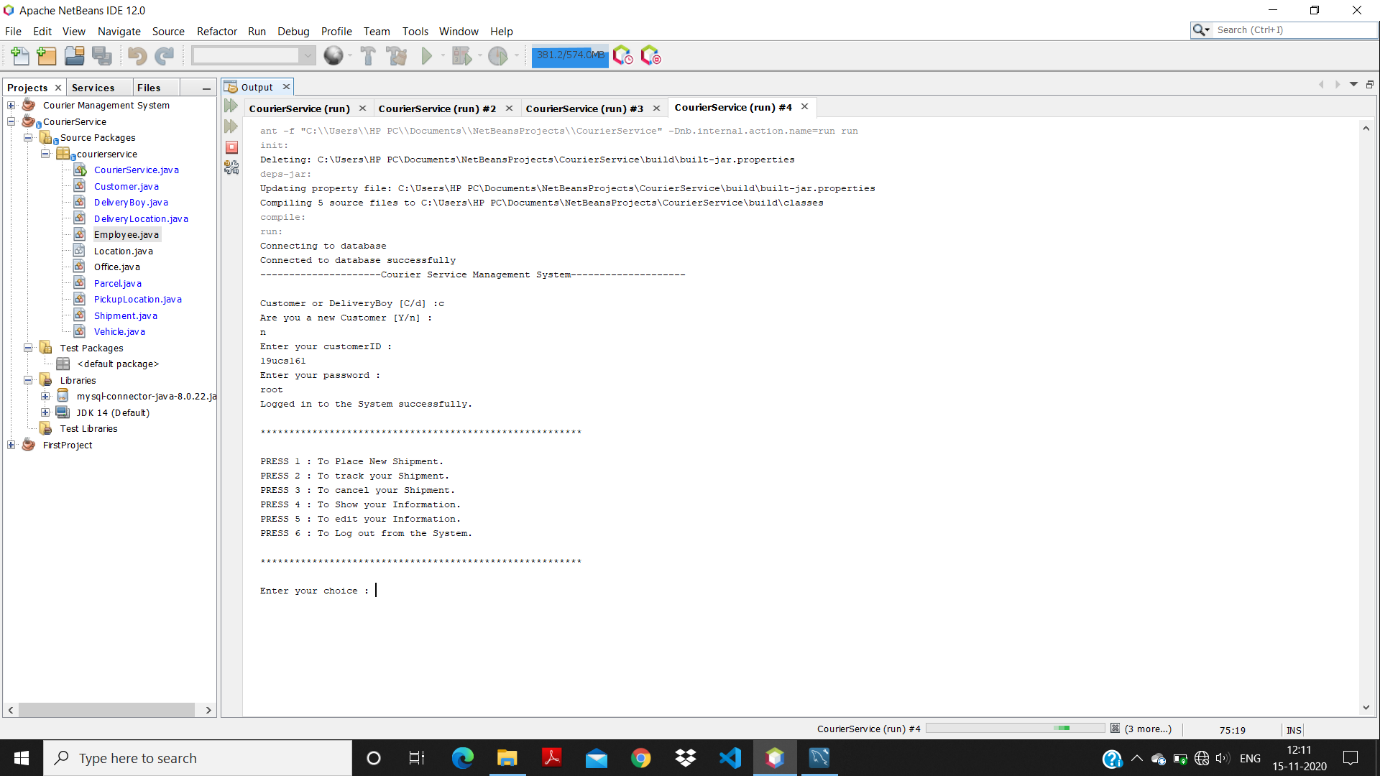 Apache NetBeans IDE 12.0
File Edit View Navigate Source Refactor Run Debug Profile Team Tools Window Help
Search (Ctrl+I)
381.2/574.0MB
Projects Services Files
Output
CourierService (run) CourierService (run) #2 CourierService (run) #3 CourierService (run) #4
Courier Management System
CourierService
Source Packages
courierservice
CourierService.java
Customer.java
DeliveryBoy.java
DeliveryLocation.java
Employee.java
Location.java
Office.java
Parcel.java
PickupLocation.java
Shipment.java
Vehicle.java
Test Packages
<default package>
Libraries
mysql-connector-java-8.0.22.ja
JDK 14 (Default)
Test Libraries
FirstProject
ant -f "C:\\Users\\HP PC\\Documents\\NetBeansProjects\\CourierService" -Dnb.internal.action.name=run run
init:
Deleting: C:\Users\HP PC\Documents\NetBeansProjects\CourierService\build\built-jar.properties
deps-jar:
Updating property file: C:\Users\HP PC\Documents\NetBeansProjects\CourierService\build\built-jar.properties
Compiling 5 source files to C:\Users\HP PC\Documents\NetBeansProjects\CourierService\build\classes
compile:
run:
Connecting to database
Connected to database successfully
---------------------Courier Service Management System--------------------
Customer or DeliveryBoy [C/d] :c
Are you a new Customer [Y/n] :
n
Enter your customerID :
19ucs161
Enter your password :
root
Logged in to the System successfully.
********************************************************
PRESS 1 : To Place New Shipment.
PRESS 2 : To track your Shipment.
PRESS 3 : To cancel your Shipment.
PRESS 4 : To Show your Information.
PRESS 5 : To edit your Information.
PRESS 6 : To Log out from the System.
********************************************************
Enter your choice :
CourierService (run) #4 (3 more...) 75:19 INS
Type here to search
ENG
12:11
15-11-2020